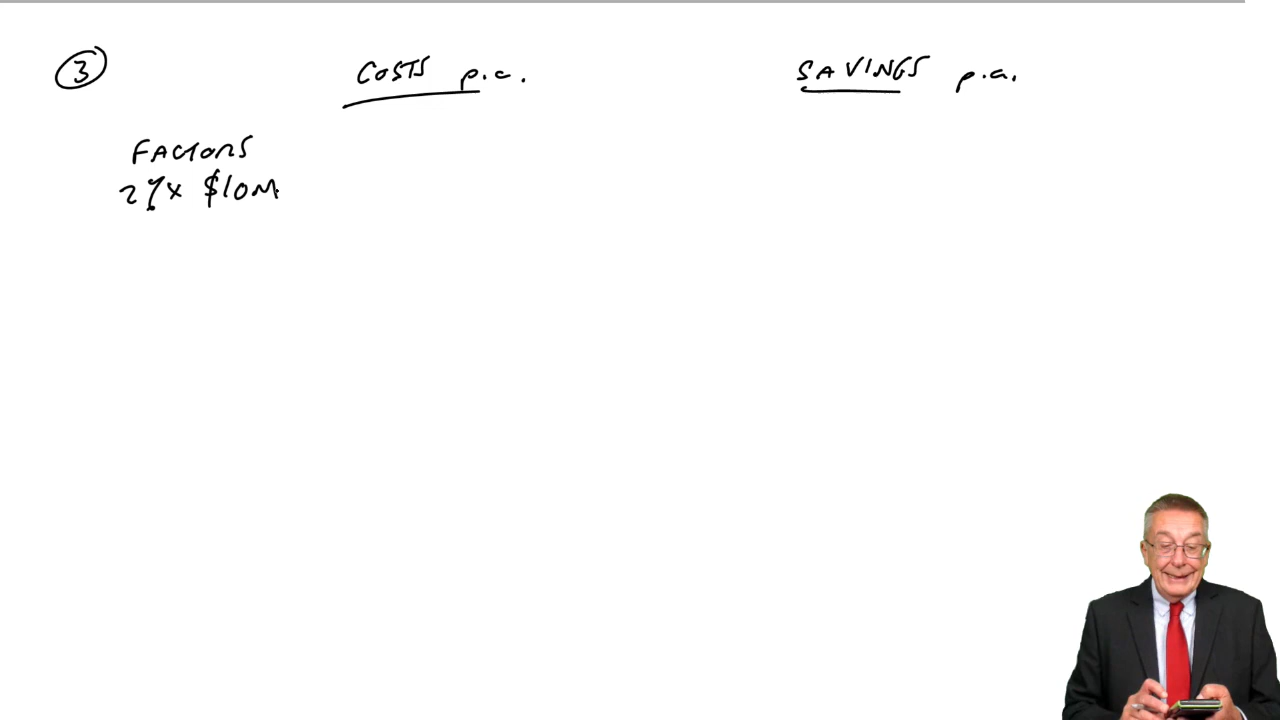 ③ COSTS p.a. SAVINGS p.a.
FACTORS
2% x $10M